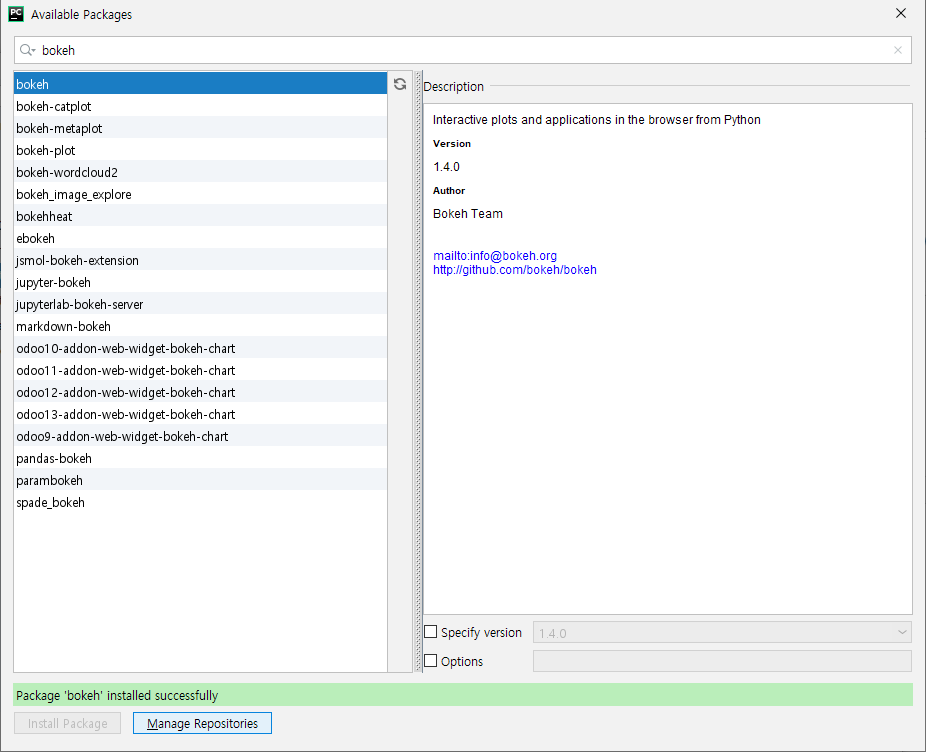 PC
Available Packages
bokeh
bokeh
bokeh-catplot
bokeh-metaplot
bokeh-plot
bokeh-wordcloud2
bokeh_image_explore
bokehheat
ebokeh
jsmol-bokeh-extension
jupyter-bokeh
jupyterlab-bokeh-server
markdown-bokeh
odoo10-addon-web-widget-bokeh-chart
odoo11-addon-web-widget-bokeh-chart
odoo12-addon-web-widget-bokeh-chart
odoo13-addon-web-widget-bokeh-chart
odoo9-addon-web-widget-bokeh-chart
pandas-bokeh
parambokeh
spade_bokeh
Description
Interactive plots and applications in the browser from Python
Version
1.4.0
Author
Bokeh Team
mailto:info@bokeh.org
http://github.com/bokeh/bokeh
Specify version 1.4.0
Options
Package 'bokeh' installed successfully
Install Package Manage Repositories